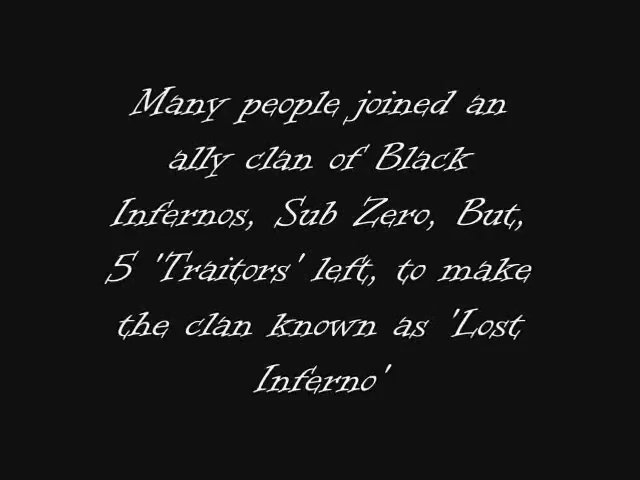 Many people joined an
ally clan of Black
Infernos, Sub Zero, But,
5 'Traitors' left, to make
the clan known as 'Lost
Inferno'